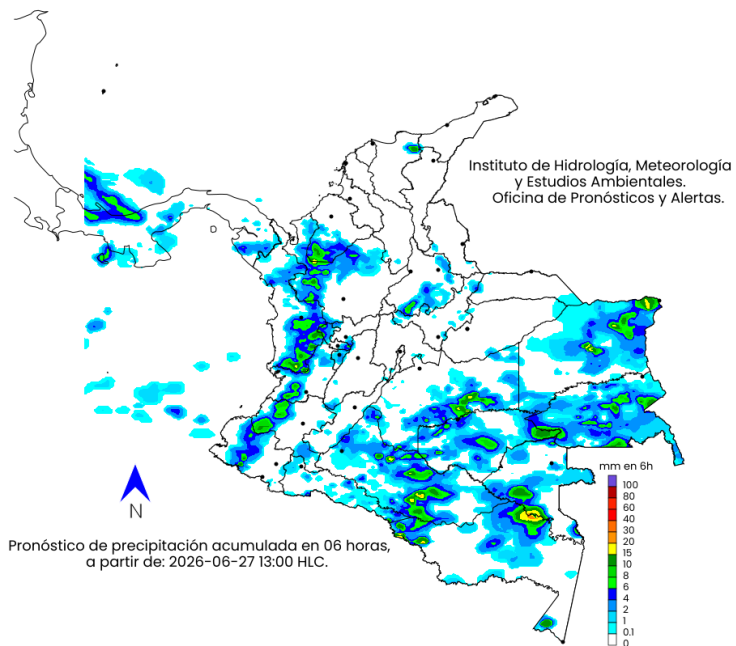 Instituto de Hidrología, Meteorología
y Estudios Ambientales.
Oficina de Pronósticos y Alertas.
mm en 6h
100
80
60
40
30
20
15
10
8
6
4
2
1
0.1
0
N
Pronóstico de precipitación acumulada en 06 horas,
a partir de: 2026-06-27 13:00 HLC.